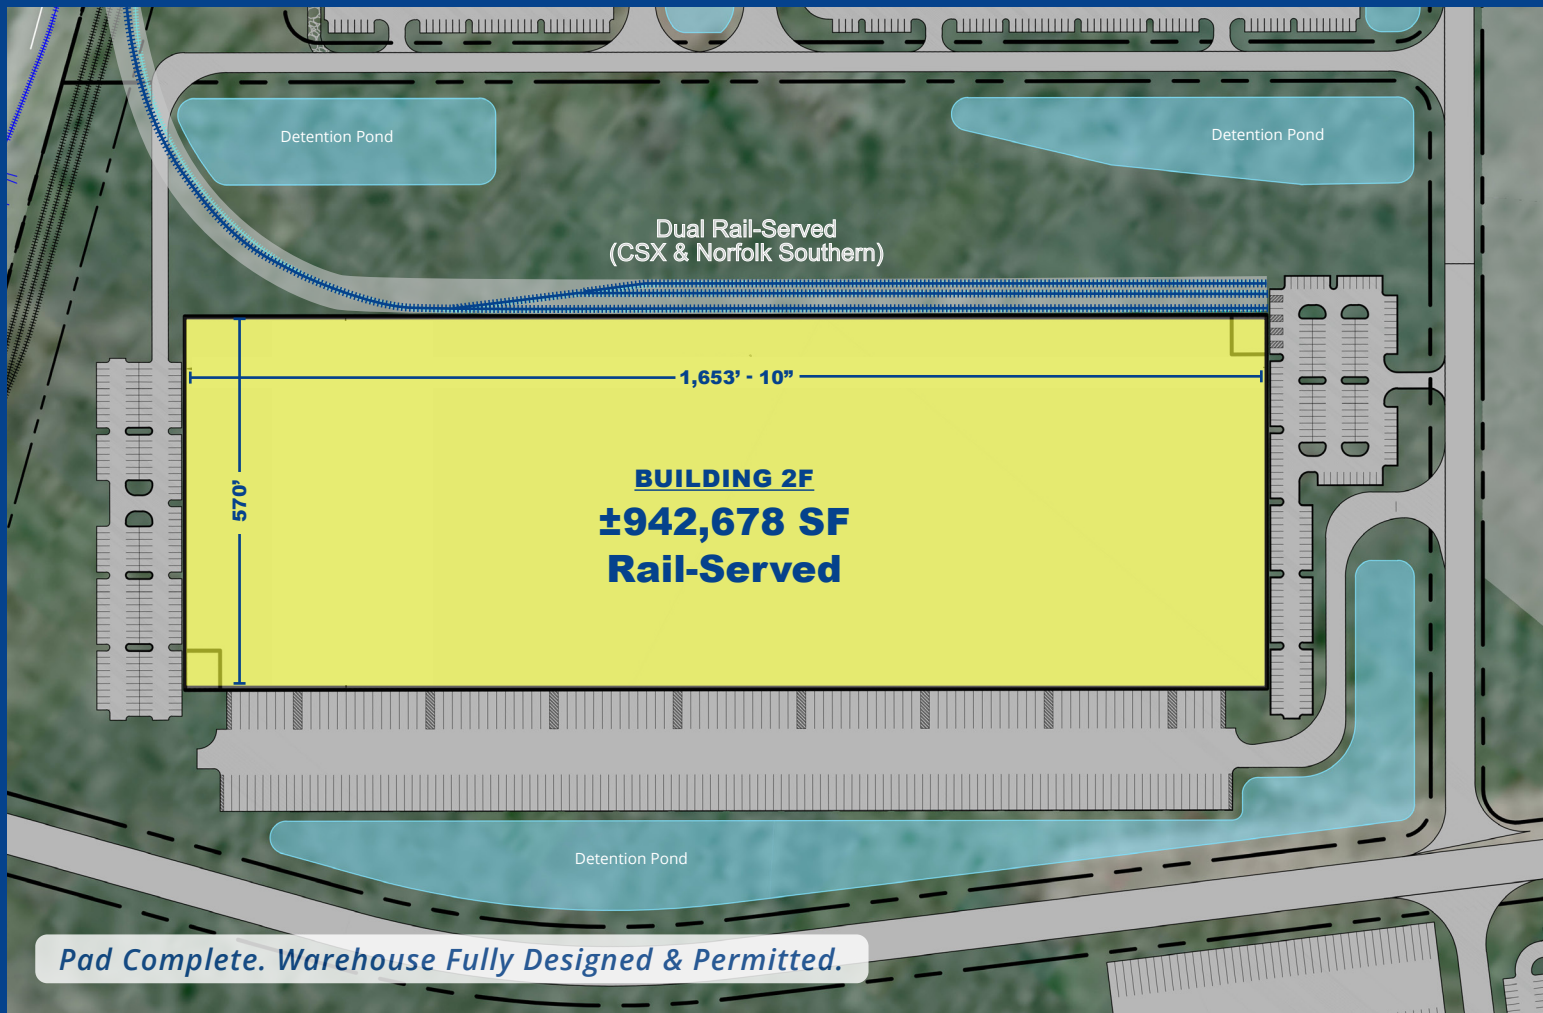 Detention Pond
Detention Pond
Dual Rail-Served
(CSX & Norfolk Southern)
1,653’ - 10”
570’
BUILDING 2F
±942,678 SF
Rail-Served
Detention Pond
Pad Complete. Warehouse Fully Designed & Permitted.